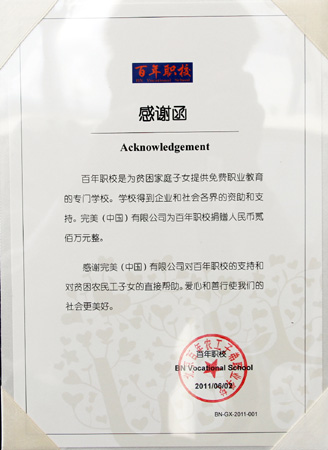 百年职校
BN Vocational School
感谢函
Acknowledgement
百年职校是为贫困家庭子女提供免费职业教育
的专门学校。学校得到企业和社会各界的资助和支
持。完美（中国）有限公司为百年职校捐赠人民币贰
佰万元整。
感谢完美（中国）有限公司对百年职校的支持和
对贫困农民工子女的直接帮助。爱心和善行使我们的
社会更美好。
百年职校
BN Vocational School
2011/06/02
BN-GX-2011-001